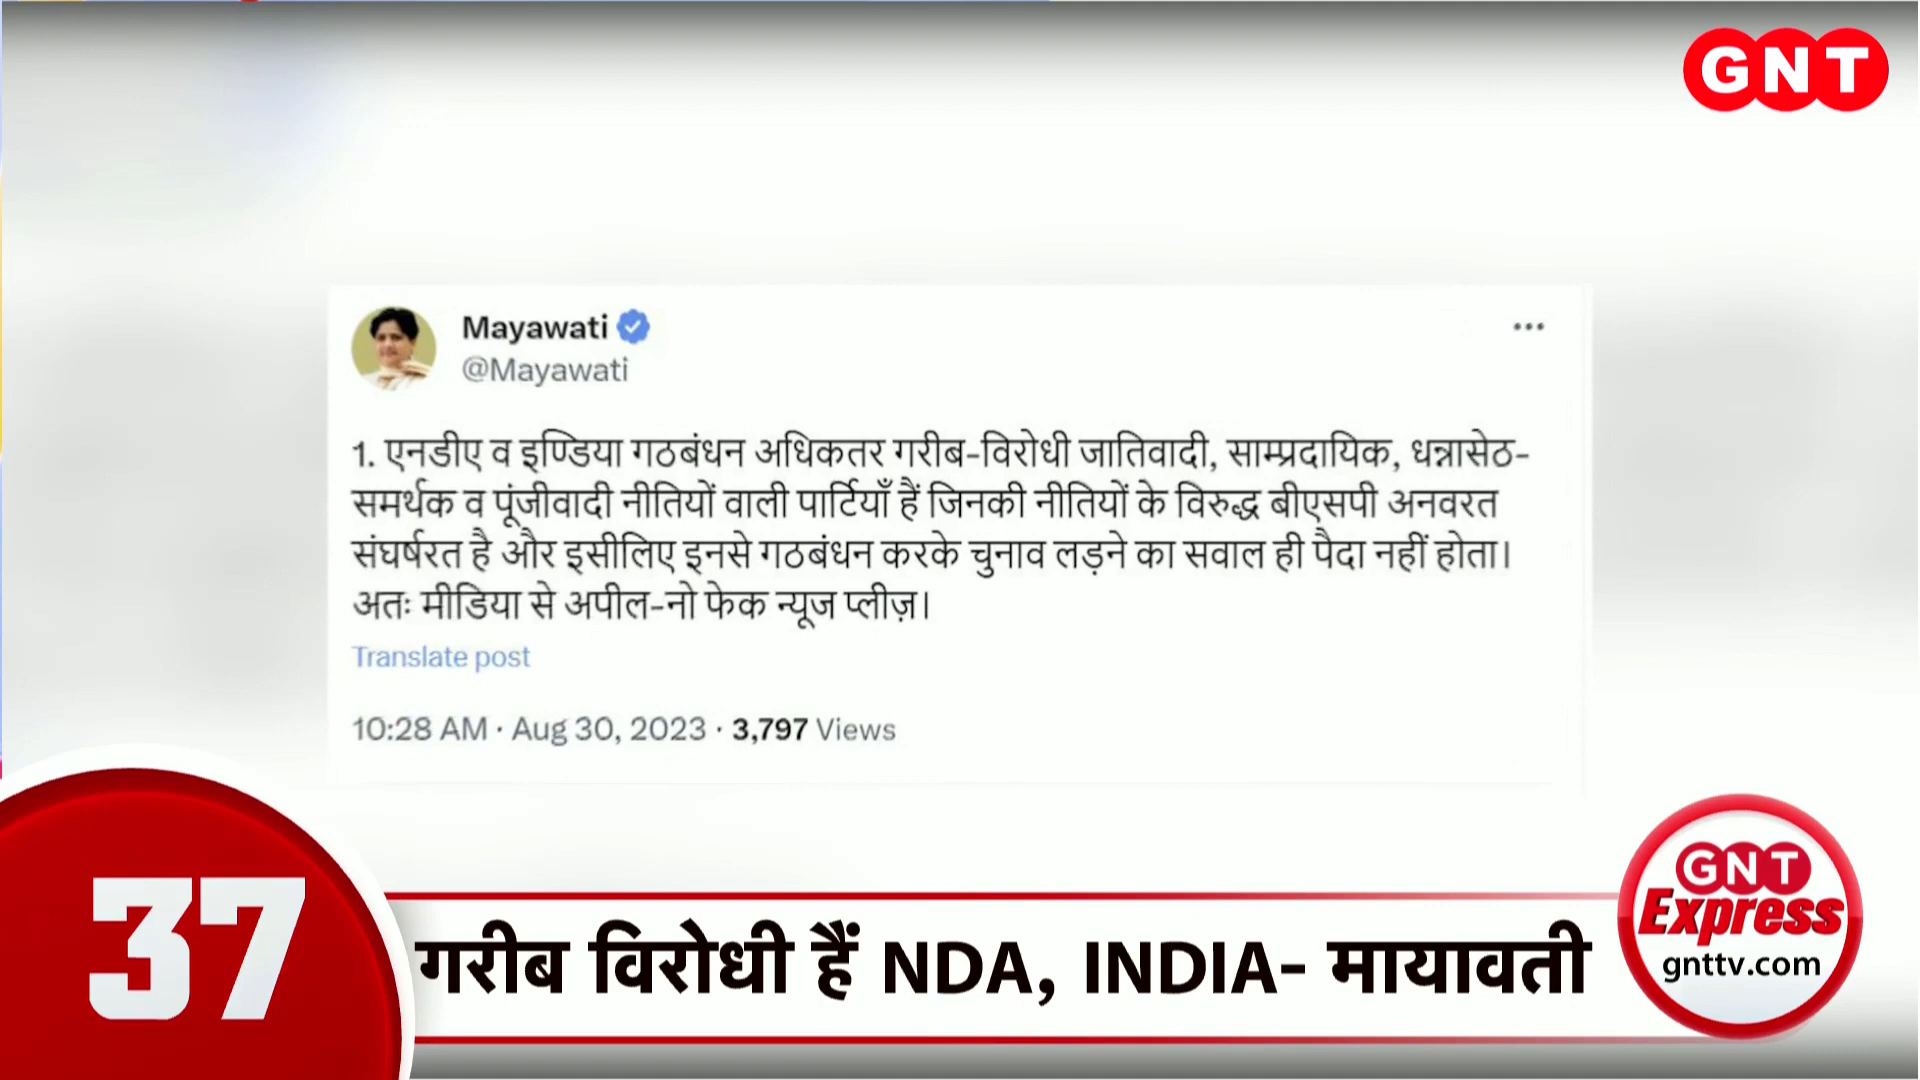 GNT
Mayawati
@Mayawati
1. एनडीए व इण्डिया गठबंधन अधिकतर गरीब-विरोधी जातिवादी, साम्प्रदायिक, धन्नासेठ-
समर्थक व पूंजीवादी नीतियों वाली पार्टियाँ हैं जिनकी नीतियों के विरुद्ध बीएसपी अनवरत
संघर्षरत है और इसीलिए इनसे गठबंधन करके चुनाव लड़ने का सवाल ही पैदा नहीं होता।
अतः मीडिया से अपील-नो फेक न्यूज प्लीज़।
Translate post
10:28 AM · Aug 30, 2023 · 3,797 Views
37
गरीब विरोधी हैं NDA, INDIA- मायावती
GNT
Express
gnttv.com